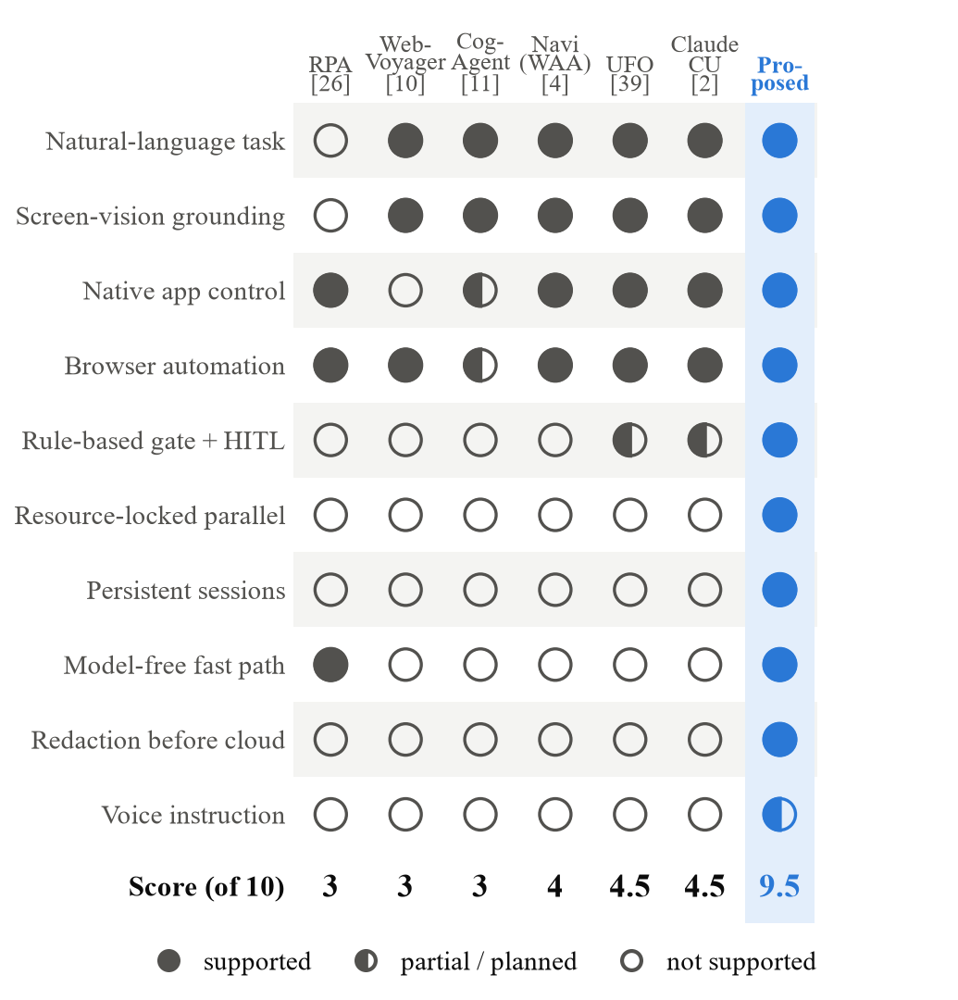 RPA
[26]
Web-
Voyager
[10]
Cog-
Agent
[11]
Navi
(WAA)
[4]
UFO
[39]
Claude
CU
[2]
Pro-
posed
Natural-language task
Screen-vision grounding
Native app control
Browser automation
Rule-based gate + HITL
Resource-locked parallel
Persistent sessions
Model-free fast path
Redaction before cloud
Voice instruction
Score (of 10) 3 3 3 4 4.5 4.5 9.5
supported partial / planned not supported